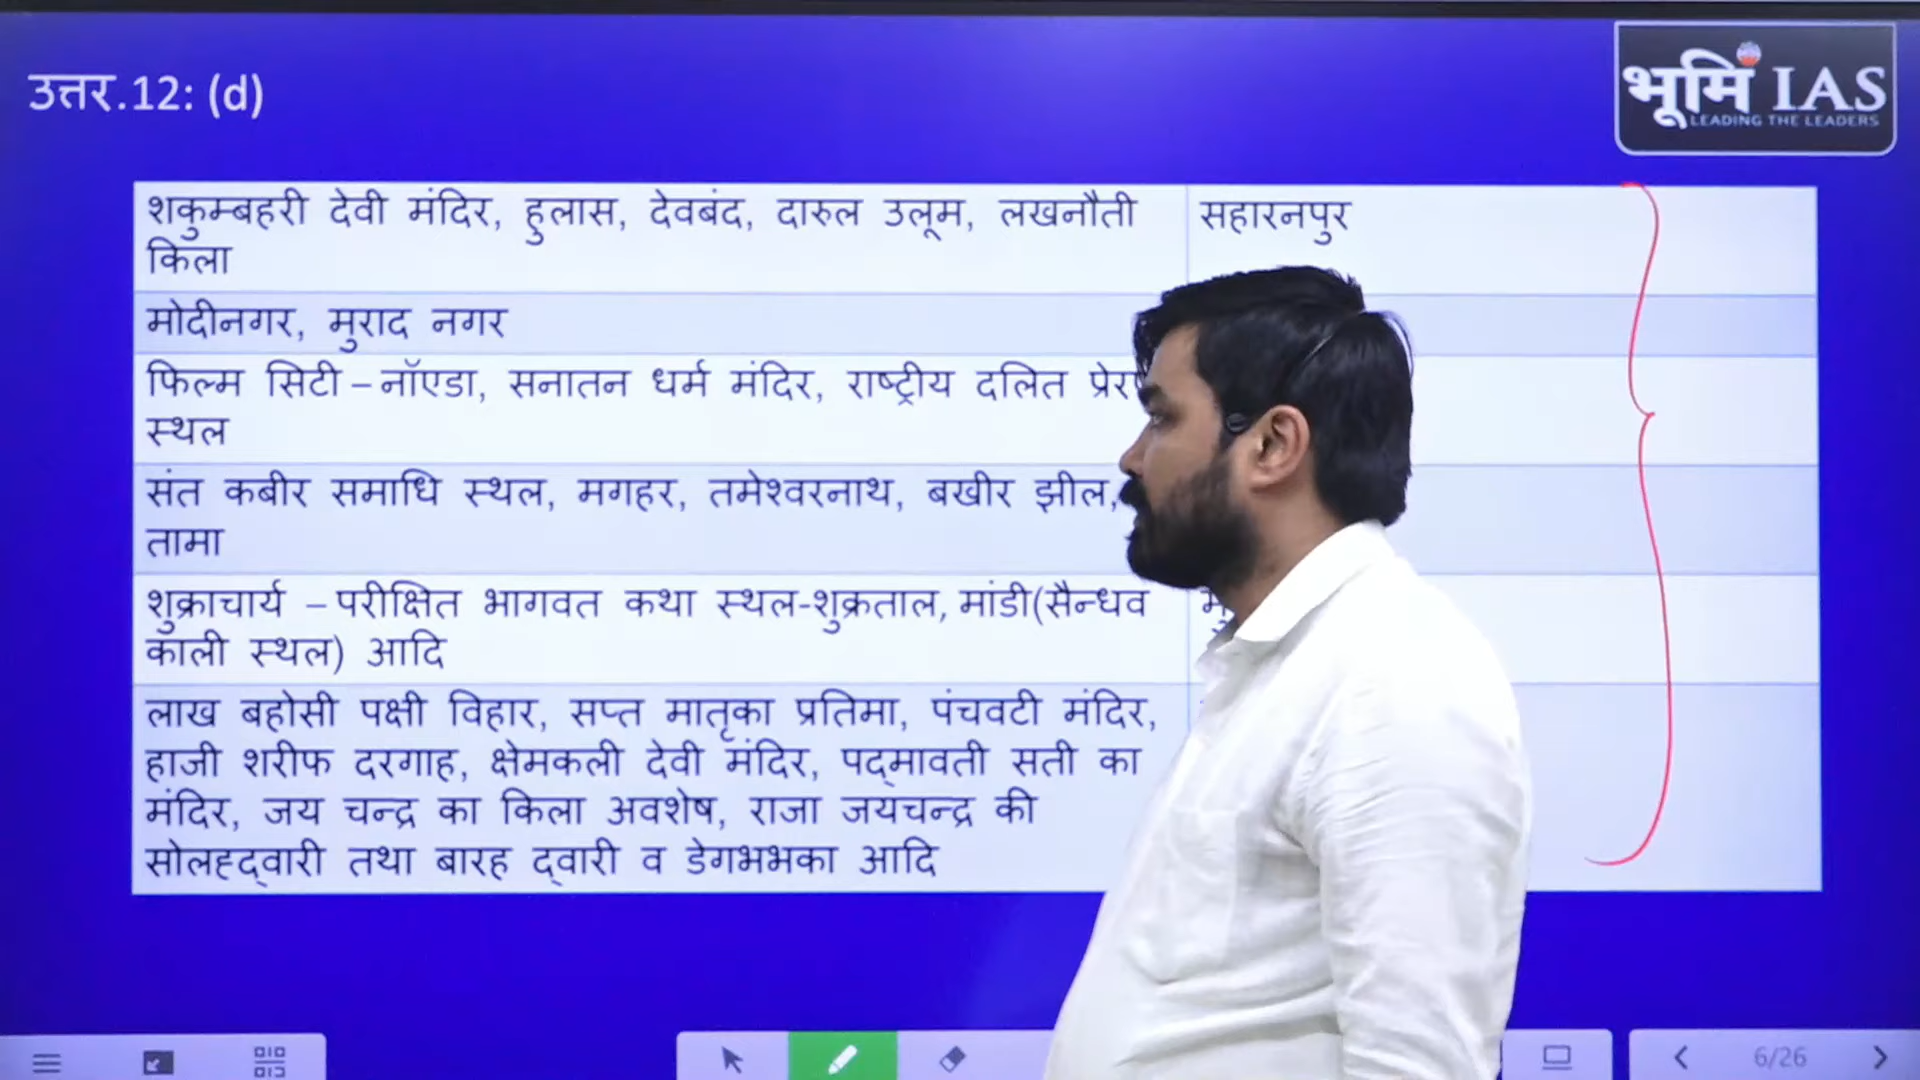 उत्तर.12: (d)
भूमि IAS
LEADING THE LEADERS
शकुम्बहरी देवी मंदिर, हुलास, देवबंद, दारुल उलूम, लखनौती
किला
सहारनपुर
मोदीनगर, मुराद नगर
फिल्म सिटी – नॉएडा, सनातन धर्म मंदिर, राष्ट्रीय दलित
स्थल
संत कबीर समाधि स्थल, मगहर, तमेश्वरनाथ, बखीर झील,
तामा
शुक्राचार्य – परीक्षित भागवत कथा स्थल-शुक्रताल, मांडी(सैन्धव
काली स्थल) आदि
लाख बहोसी पक्षी विहार, सप्त मातृका प्रतिमा, पंचवटी मंदिर,
हाजी शरीफ दरगाह, क्षेमकली देवी मंदिर, पद्मावती सती का
मंदिर, जय चन्द्र का किला अवशेष, राजा जयचन्द्र की
सोलह्द्वारी तथा बारह द्वारी व डेगभभका आदि
6/26